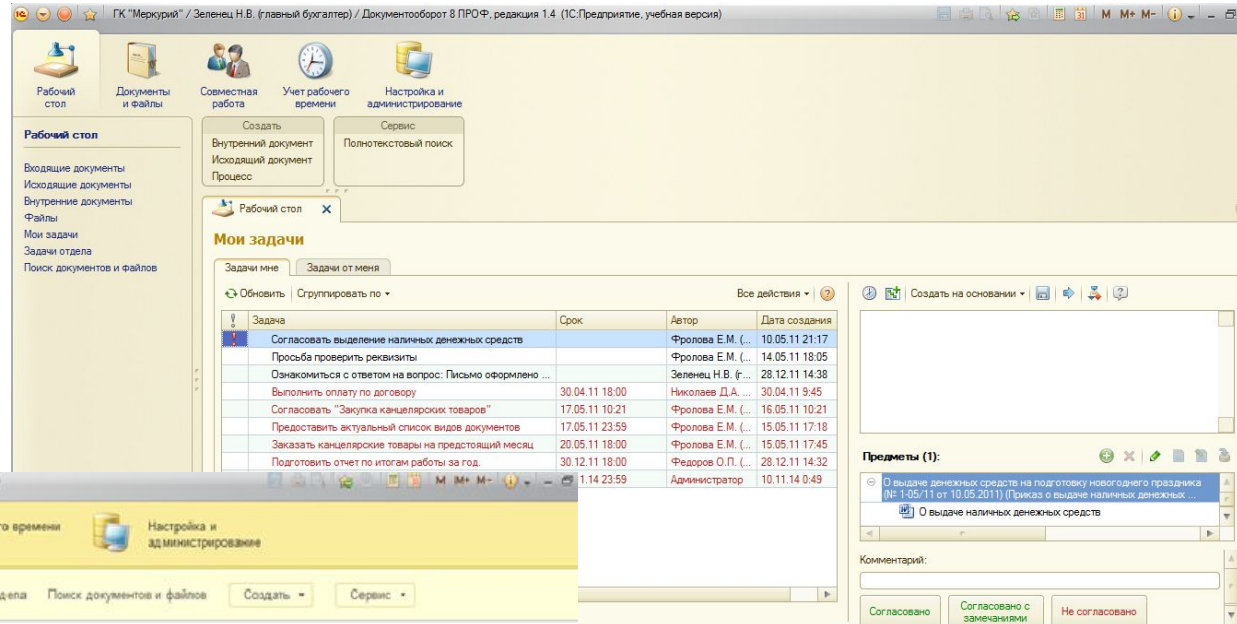 ГК "Меркурий" / Зеленец Н.В. (главный бухгалтер) / Документооборот 8 ПРОФ, редакция 1.4 (1С:Предприятие, учебная версия)
M M+ M-
Рабочий стол
Документы и файлы
Совместная работа
Учет рабочего времени
Настройка и администрирование
Рабочий стол
Входящие документы
Исходящие документы
Внутренние документы
Файлы
Мои задачи
Задачи отдела
Поиск документов и файлов
Создать
Внутренний документ
Исходящий документ
Процесс
Сервис
Полнотекстовый поиск
Рабочий стол
Мои задачи
Задачи мне Задачи от меня
Обновить Сгруппировать по Все действия
Задача Срок Автор Дата создания
Согласовать выделение наличных денежных средств Фролова Е.М. (... 10.05.11 21:17
Просьба проверить реквизиты Фролова Е.М. (... 14.05.11 18:05
Ознакомиться с ответом на вопрос: Письмо оформлено ... Зеленец Н.В. (г... 28.12.11 14:38
Выполнить оплату по договору 30.04.11 18:00 Николаев Д.А. ... 30.04.11 9:45
Согласовать "Закупка канцелярских товаров" 17.05.11 10:21 Фролова Е.М. (... 16.05.11 10:21
Предоставить актуальный список видов документов 17.05.11 23:59 Фролова Е.М. (... 15.05.11 17:18
Заказать канцелярские товары на предстоящий месяц 20.05.11 18:00 Фролова Е.М. (... 15.05.11 17:45
Подготовить отчет по итогам работы за год. 30.12.11 18:00 Федоров О.П. (... 28.12.11 14:32
1.14 23:59 Администратор 10.11.14 0:49
Создать на основании
Предметы (1):
О выдаче денежных средств на подготовку новогоднего праздника
(№ 1-05/11 от 10.05.2011) (Приказ о выдаче наличных денежных ...
О выдаче наличных денежных средств
Комментарий:
Согласовано
Согласовано с замечаниями
Не согласовано
M M+ M-
го времени
Настройка и
администрирование
дела Поиск документов и файлов Создать Сервис